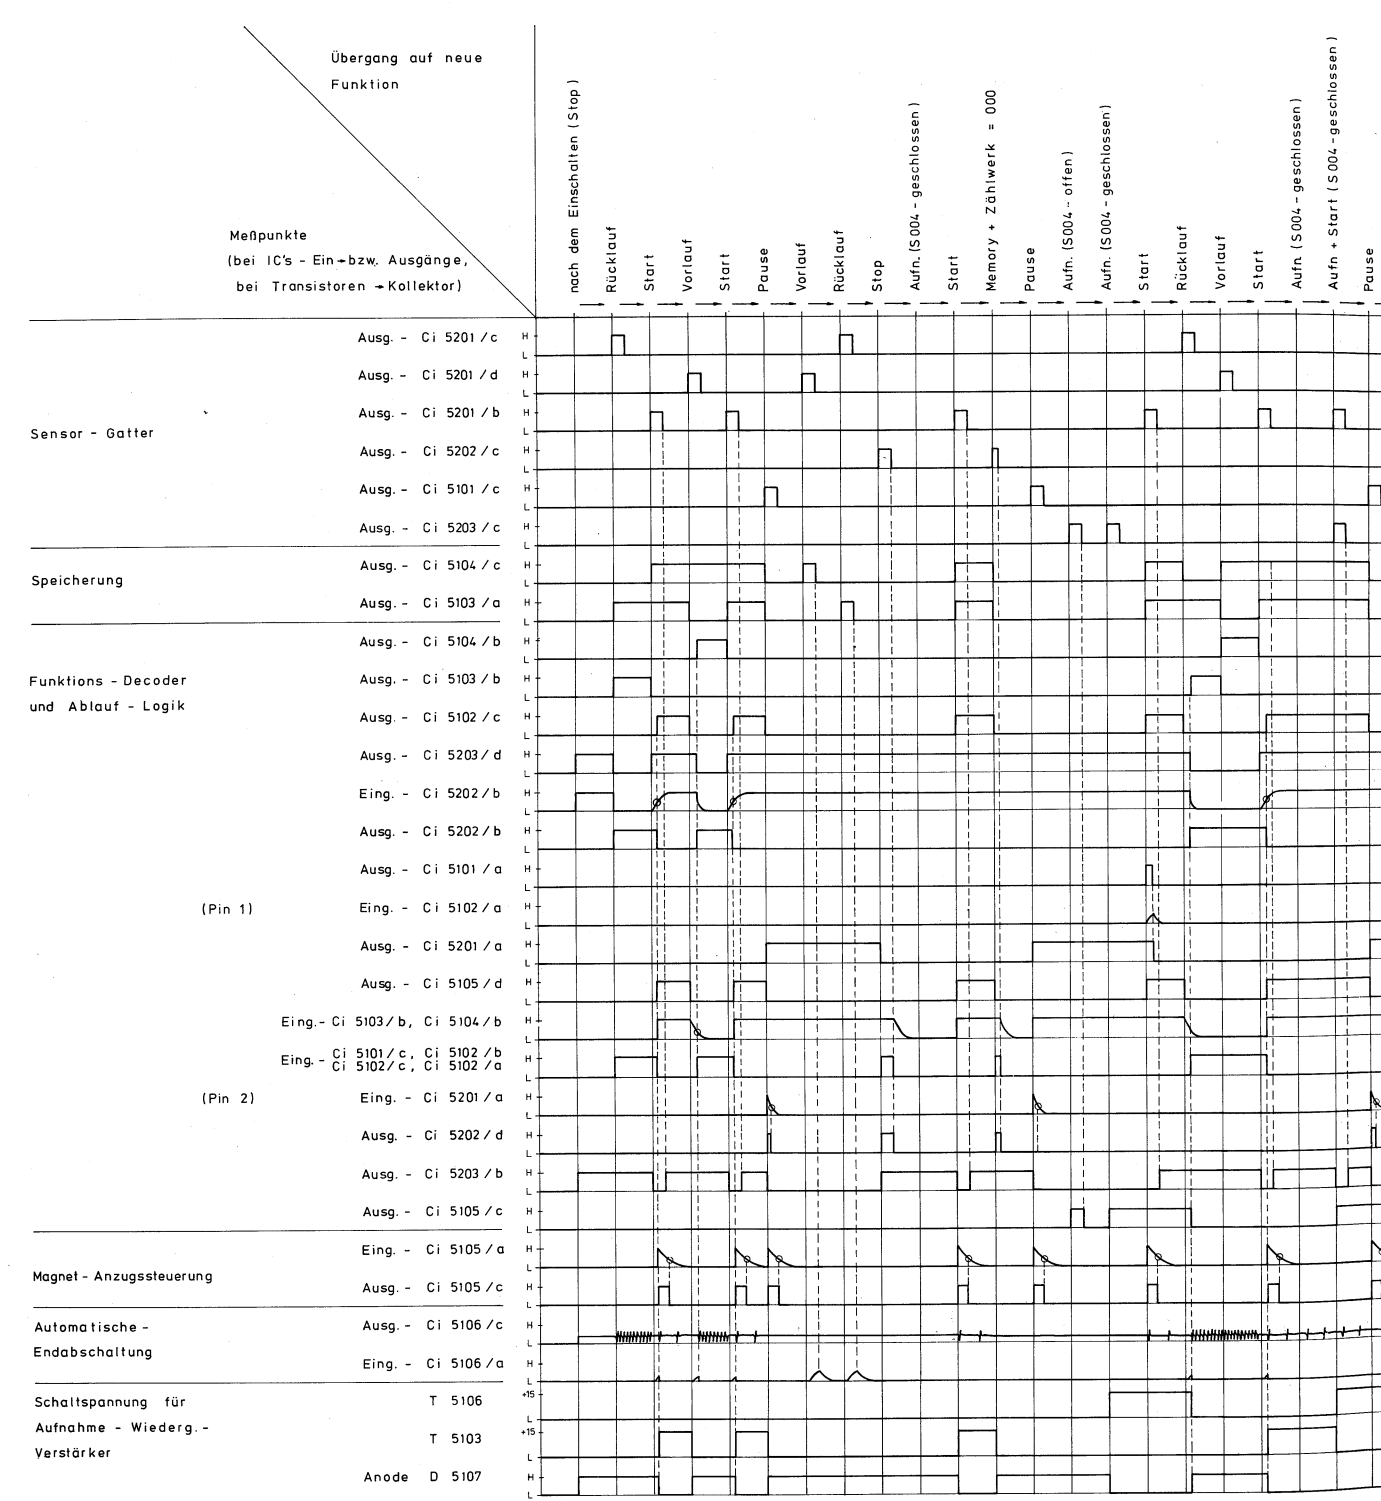 Übergang auf neue
Funktion
Meßpunkte
(bei IC's - Ein- bzw. Ausgänge,
bei Transistoren → Kollektor)
nach dem Einschalten (Stop)
Rücklauf
Start
Vorlauf
Start
Pause
Vorlauf
Rücklauf
Stop
Aufn. (S004 - geschlossen)
Start
Memory + Zählwerk = 000
Pause
Aufn. (S004 - offen)
Aufn. (S004 - geschlossen)
Start
Rücklauf
Vorlauf
Start
Aufn (S004 - geschlossen)
Aufn + Start (S004 - geschlossen)
Pause
Sensor - Gatter
Ausg. - Ci 5201 / c H L
Ausg. - Ci 5201 / d H L
Ausg. - Ci 5201 / b H L
Ausg. - Ci 5202 / c H L
Ausg. - Ci 5101 / c H L
Ausg. - Ci 5203 / c H L
Speicherung
Ausg. - Ci 5104 / c H L
Ausg. - Ci 5103 / a H L
Funktions - Decoder
und Ablauf - Logik
Ausg. - Ci 5104 / b H L
Ausg. - Ci 5103 / b H L
Ausg. - Ci 5102 / c H L
Ausg. - Ci 5203 / d H L
Eing. - Ci 5202 / b H L
Ausg. - Ci 5202 / b H L
Ausg. - Ci 5101 / a H L
(Pin 1) Eing. - Ci 5102 / a H L
Ausg. - Ci 5201 / a H L
Ausg. - Ci 5105 / d H L
Eing. - Ci 5103 / b, Ci 5104 / b H L
Eing. - Ci 5101 / c, Ci 5102 / b H L
Ci 5102 / c, Ci 5102 / a
(Pin 2) Eing. - Ci 5201 / a H L
Ausg. - Ci 5202 / d H L
Ausg. - Ci 5203 / b H L
Ausg. - Ci 5105 / c H L
Magnet - Anzugssteuerung
Eing. - Ci 5105 / a H L
Ausg. - Ci 5105 / c H L
Automatische -
Endabschaltung
Ausg. - Ci 5106 / c H L
Eing. - Ci 5106 / a H L
Schaltspannung für
Aufnahme - Wiederg. -
Verstärker
T 5106 +15 L
T 5103 +15 L
Anode D 5107 H L